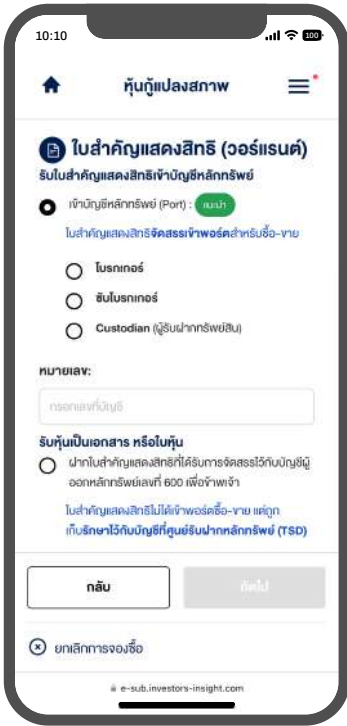 10:10
100
หุ้นกู้แปลงสภาพ
ใบสำคัญแสดงสิทธิ (วอร์แรนต์)
รับใบสำคัญแสดงสิทธิเข้าบัญชีหลักทรัพย์
เข้าบัญชีหลักทรัพย์ (Port) : แนะนำ
ใบสำคัญแสดงสิทธิจัดสรรเข้าพอร์ตสำหรับซื้อ-ขาย
โบรกเกอร์
ซับโบรกเกอร์
Custodian (ผู้รับฝากทรัพย์สิน)
หมายเลข:
กรอกเลขที่บัญชี
รับหุ้นเป็นเอกสาร หรือใบหุ้น
ฝากใบสำคัญแสดงสิทธิที่ได้รับการจัดสรรไว้กับบัญชีผู้
ออกหลักทรัพย์เลขที่ 600 เพื่อข้าพเจ้า
ใบสำคัญแสดงสิทธิไม่ได้เข้าพอร์ตซื้อ-ขาย แต่ถูก
เก็บรักษาไว้กับบัญชีที่ศูนย์รับฝากหลักทรัพย์ (TSD)
กลับ
ถัดไป
ยกเลิกการจองซื้อ
e-sub.investors-insight.com